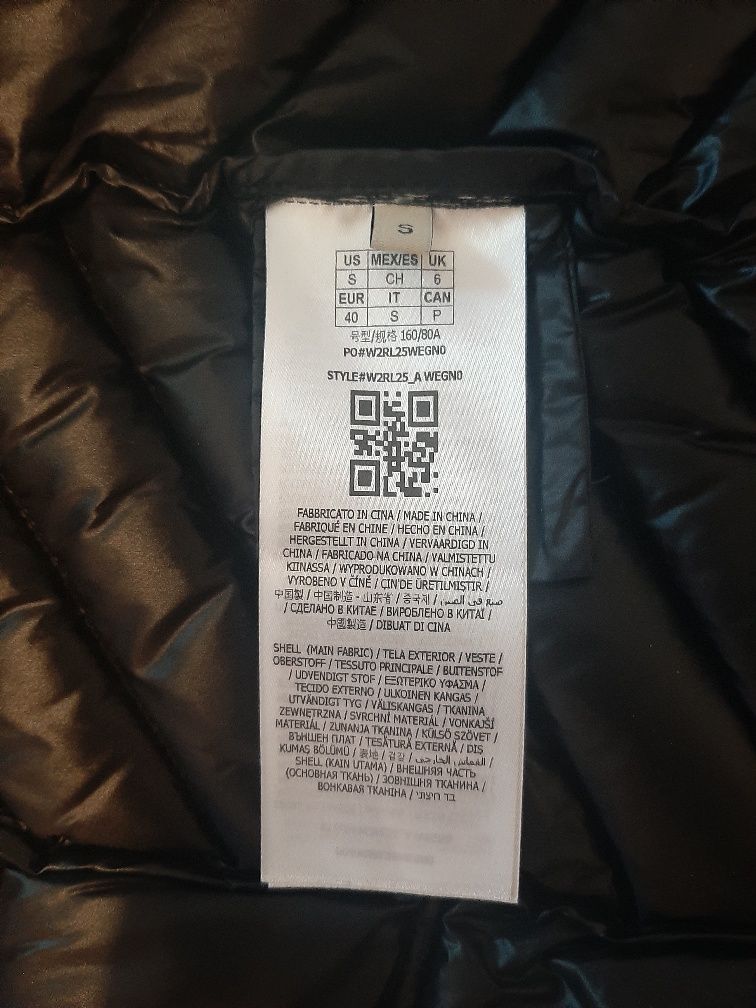 S
US MEX/ES UK
S CH 6
EUR IT CAN
40 S P
号型/规格 160/80A
PO#W2RL25WEGN0
STYLE#W2RL25_A WEGN0
FABBRICATO IN CINA / MADE IN CHINA /
FABRIQUÉ EN CHINE / HECHO EN CHINA /
HERGESTELLT IN CHINA / VERVAARDIGD IN
CHINA / FABRICADO NA CHINA / VALMISTETTU
KIINASSA / WYPRODUKOWANO W CHINACH /
VYROBENO V ČÍNĚ / ÇIN'DE ÜRETILMIŞTIR /
中国製 / 中国制造 - 山东省 / 중국제 / صنع في الصين
/ СДЕЛАНО В КИТАЕ / ВИРОБЛЕНО В КИТАЇ /
中國製造 / DIBUAT DI CINA
SHELL (MAIN FABRIC) / TELA EXTERIOR / VESTE /
OBERSTOFF / TESSUTO PRINCIPALE / BUITENSTOF
/ UDVENDIGT STOF / ΕΞΩΤΕΡΙΚΟ ΥΦΑΣΜΑ /
TECIDO EXTERNO / ULKOINEN KANGAS /
UTVÄNDIGT TYG / VÄLISKANGAS / TKANINA
ZEWNĘTRZNA / SVRCHNÍ MATERIÁL / VONKAJŠÍ
MATERIÁL / ZUNANJA TKANINA / KÜLSŐ SZÖVET /
ВЪНШЕН ПЛАТ / ȚESĂTURĂ EXTERNĂ / DIŞ
KUMAŞ BÖLÜMÜ / 表地 / 겉감 / القماش الخارجي /
SHELL (KAIN UTAMA) / ВНЕШНЯЯ ЧАСТЬ
(ОСНОВНАЯ ТКАНЬ) / ЗОВНІШНЯ ТКАНИНА /
ВОНКАВАЯ ТКАНІНА / בד חיצוני